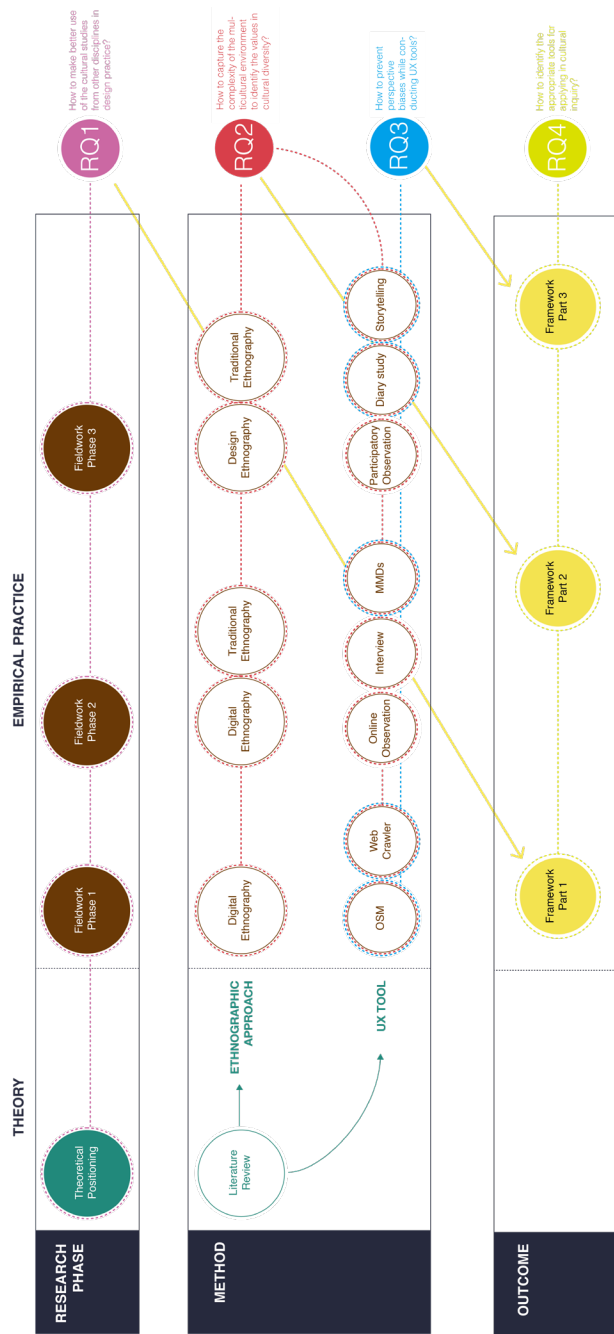 THEORY
EMPIRICAL PRACTICE
RESEARCH
PHASE
Theoretical
Positioning
Fieldwork
Phase 1
Fieldwork
Phase 2
Fieldwork
Phase 3
RQ1
How to make better use
of the cultural studies
from other disciplines in
design practice?
METHOD
Literature
Review
ETHNOGRAPHIC
APPROACH
Digital
Ethnography
Digital
Ethnography
Traditional
Ethnography
Design
Ethnography
Traditional
Ethnography
RQ2
How to capture the
complexity of the mul-
ticultural environment
to identify the values in
cultural diversity?
UX TOOL
OSM
Web
Crawler
Online
Observation
Interview
MMDs
Participatory
Observation
Diary study
Storytelling
RQ3
How to prevent
perspective
biases while con-
ducting UX tools?
OUTCOME
Framework
Part 1
Framework
Part 2
Framework
Part 3
RQ4
How to identify the
appropriate tools for
applying in cultural
inquiry?